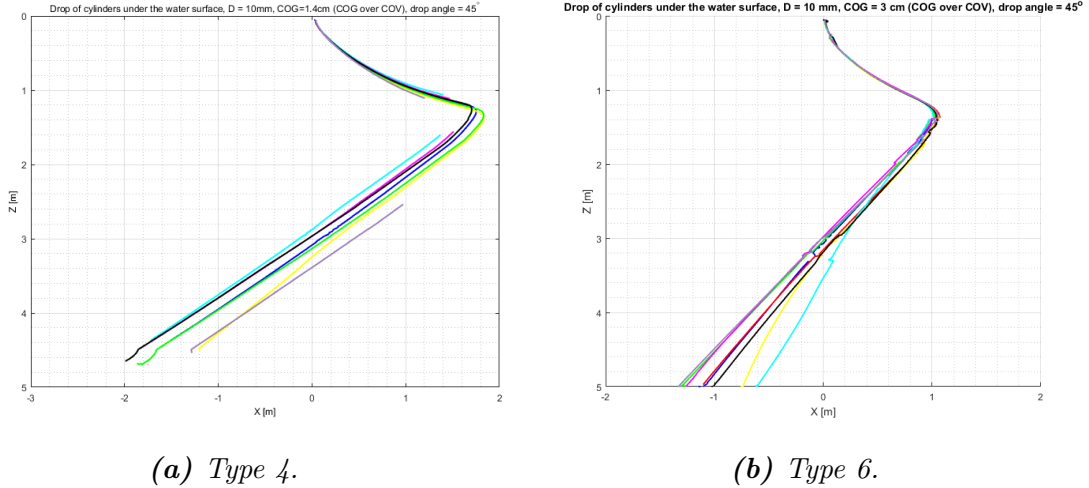 Drop of cylinders under the water surface, D = 10mm, COG=1.4cm (COG over COV), drop angle = 45°
0
1
2
3
4
5
Z [m]
-3
-2
-1
0
1
2
X [m]
(a) Type 4.
Drop of cylinders under the water surface, D = 10 mm, COG = 3 cm (COG over COV), drop angle = 45°
0
1
2
3
4
5
Z [m]
-2
-1
0
1
2
X [m]
(b) Type 6.